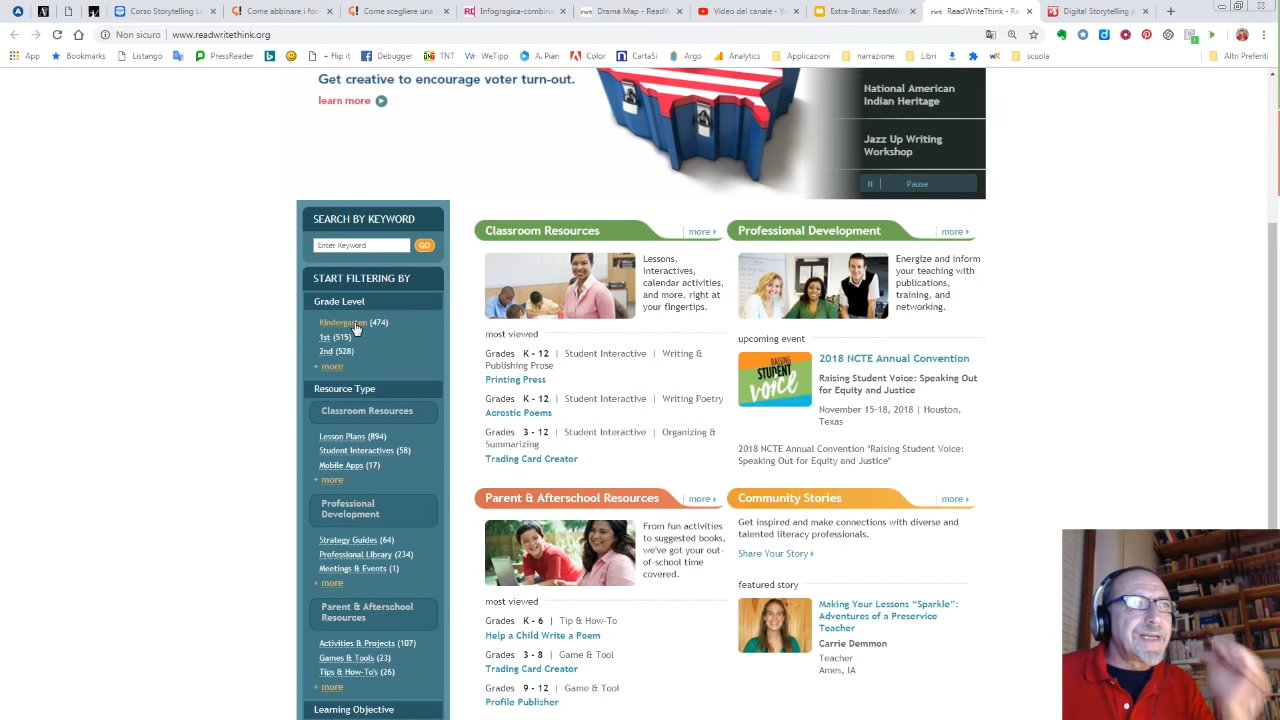 Corso Storytelling Lu
Come abbinare i for
Come scegliere una
Infogragica-combina
Drama Map - ReadW
Video del canale - Yo
Extra-Binar ReadWri
ReadWriteThink - Rea
Digital Storytelling p
Non sicuro | www.readwritethink.org
App
Bookmarks
Listango
PressReader
+ Flip it
Debugger
TNT
WeTipp
A. Pian
Color
CartaSi
Argo
Analytics
Applicazioni
narrazione
Libri
scuola
Altri Preferiti
Get creative to encourage voter turn-out.
learn more
National American
Indian Heritage
Jazz Up Writing
Workshop
Pause
SEARCH BY KEYWORD
Enter Keyword
GO
START FILTERING BY
Grade Level
Kindergarten (474)
1st (515)
2nd (528)
+ more
Resource Type
Classroom Resources
Lesson Plans (894)
Student Interactives (58)
Mobile Apps (17)
+ more
Professional
Development
Strategy Guides (64)
Professional Library (234)
Meetings & Events (1)
+ more
Parent & Afterschool
Resources
Activities & Projects (107)
Games & Tools (23)
Tips & How-To's (26)
+ more
Learning Objective
Classroom Resources
more
Lessons,
interactives,
calendar activities,
and more, right at
your fingertips.
most viewed
Grades K - 12 | Student Interactive | Writing &
Publishing Prose
Printing Press
Grades K - 12 | Student Interactive | Writing Poetry
Acrostic Poems
Grades 3 - 12 | Student Interactive | Organizing &
Summarizing
Trading Card Creator
Professional Development
more
Energize and inform
your teaching with
publications,
training, and
networking.
upcoming event
RAISING
STUDENT
VOICE
2018 NCTE Annual Convention
Raising Student Voice: Speaking Out
for Equity and Justice
November 15-18, 2018 | Houston,
Texas
2018 NCTE Annual Convention "Raising Student Voice:
Speaking Out for Equity and Justice"
Parent & Afterschool Resources
more
From fun activities
to suggested books,
we've got your out-
of-school time
covered.
most viewed
Grades K - 6 | Tip & How-To
Help a Child Write a Poem
Grades 3 - 8 | Game & Tool
Trading Card Creator
Grades 9 - 12 | Game & Tool
Profile Publisher
Community Stories
more
Get inspired and make connections with diverse and
talented literacy professionals.
Share Your Story
featured story
Making Your Lessons “Sparkle”:
Adventures of a Preservice
Teacher
Carrie Demmon
Teacher
Ames, IA